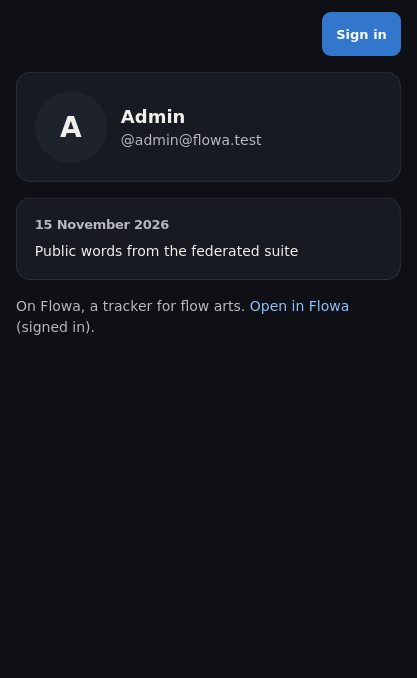 Sign in
A
Admin
@admin@flowa.test
15 November 2026
Public words from the federated suite
On Flowa, a tracker for flow arts. Open in Flowa
(signed in).